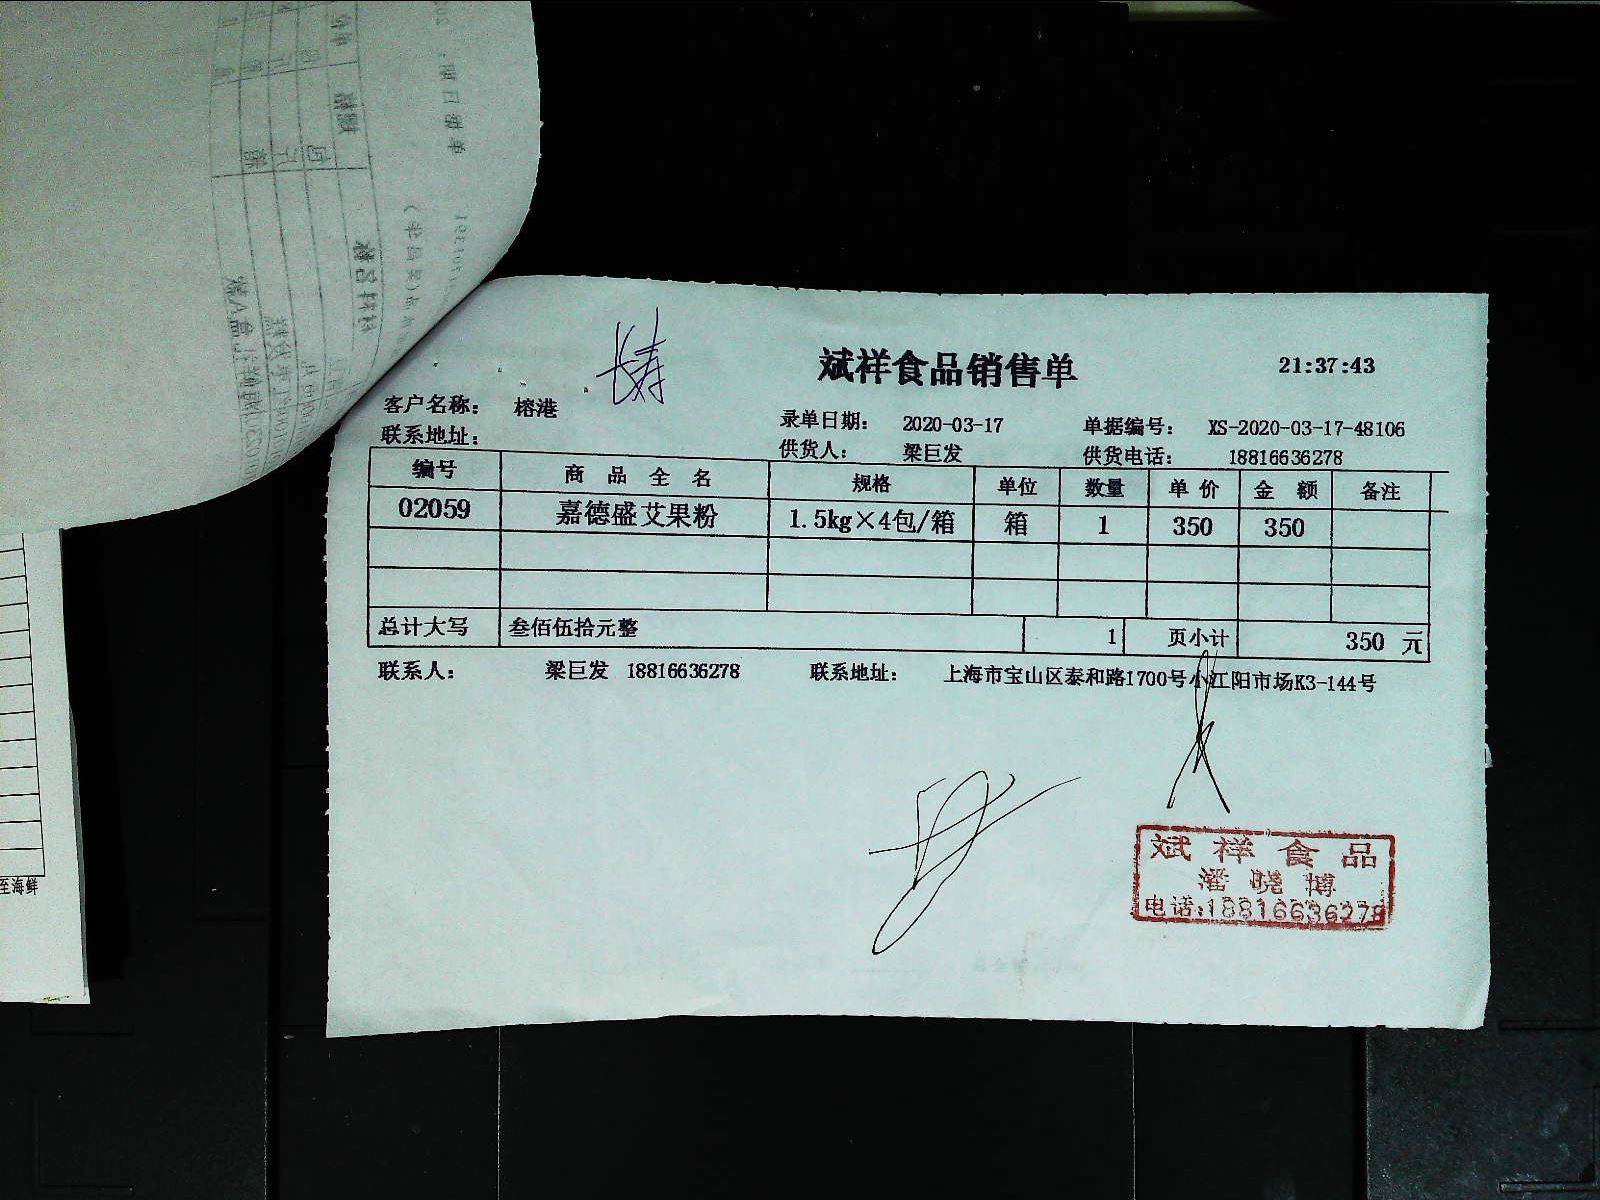 长寿
斌祥食品销售单
21:37:43
客户名称： 榕港
录单日期： 2020-03-17
单据编号： XS-2020-03-17-48106
联系地址：
供货人： 梁巨发
供货电话： 18816636278
编号 商品全名 规格 单位 数量 单价 金额 备注
02059 嘉德盛艾果粉 1.5kg×4包/箱 箱 1 350 350
总计大写 叁佰伍拾元整 1 页小计 350 元
联系人： 梁巨发 18816636278 联系地址： 上海市宝山区泰和路1700号小江阳市场K3-144号
斌祥食品
潘晓博
电话:18816636278
至海鲜